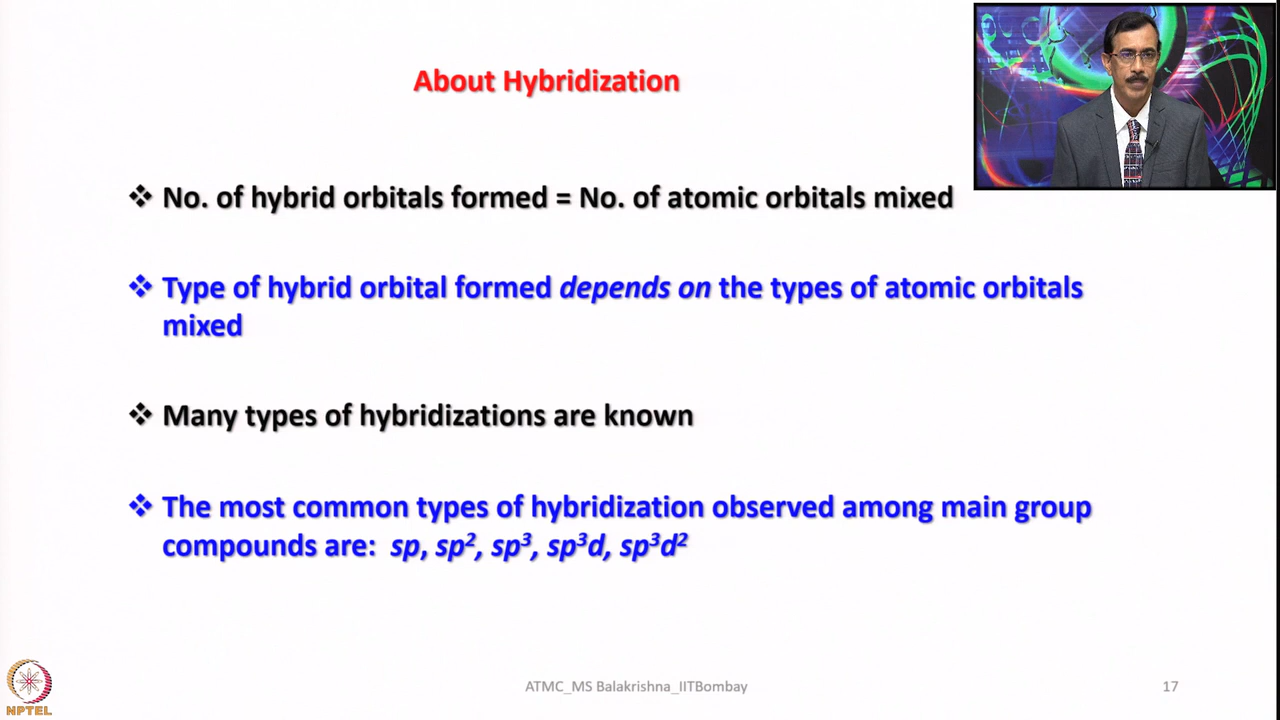 About Hybridization
❖ No. of hybrid orbitals formed = No. of atomic orbitals mixed
❖ Type of hybrid orbital formed depends on the types of atomic orbitals
mixed
❖ Many types of hybridizations are known
❖ The most common types of hybridization observed among main group
compounds are: sp, sp², sp³, sp³d, sp³d²
NPTEL
ATMC_MS Balakrishna_IITBombay
17